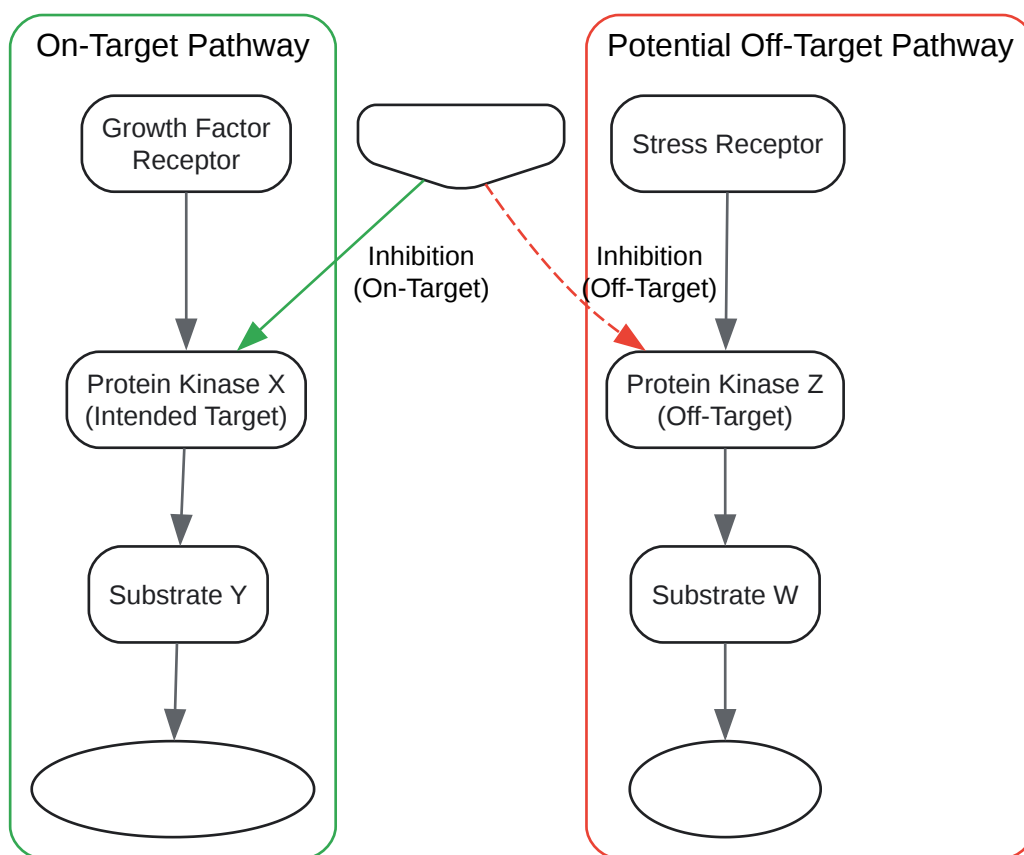 On-Target Pathway
Potential Off-Target Pathway
Growth Factor
Receptor
Stress Receptor
Inhibition
(On-Target)
Inhibition
(Off-Target)
Protein Kinase X
(Intended Target)
Protein Kinase Z
(Off-Target)
Substrate Y
Substrate W